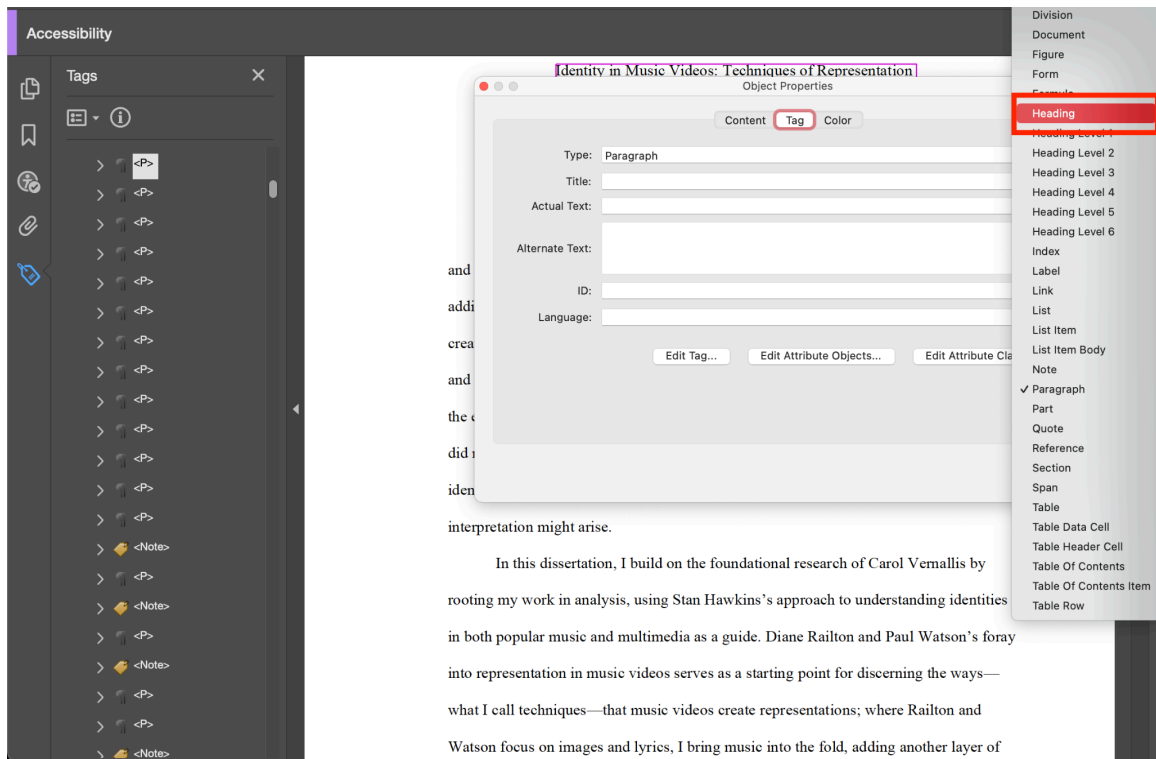 Accessibility
Tags
<P>
<P>
<P>
<P>
<P>
<P>
<P>
<P>
<P>
<P>
<P>
<P>
<P>
<Note>
<P>
<Note>
<P>
<Note>
<P>
<P>
<Note>
Identity in Music Videos: Techniques of Representation
Object Properties
Content Tag Color
Type: Paragraph
Title:
Actual Text:
Alternate Text:
ID:
Language:
Edit Tag... Edit Attribute Objects... Edit Attribute Cla
and
addi
crea
and
the e
did
iden
interpretation might arise.
In this dissertation, I build on the foundational research of Carol Vernallis by
rooting my work in analysis, using Stan Hawkins’s approach to understanding identities
in both popular music and multimedia as a guide. Diane Railton and Paul Watson’s foray
into representation in music videos serves as a starting point for discerning the ways—
what I call techniques—that music videos create representations; where Railton and
Watson focus on images and lyrics, I bring music into the fold, adding another layer of
Division
Document
Figure
Form
Formula
Heading
Heading Level 1
Heading Level 2
Heading Level 3
Heading Level 4
Heading Level 5
Heading Level 6
Index
Label
Link
List
List Item
List Item Body
Note
✓ Paragraph
Part
Quote
Reference
Section
Span
Table
Table Data Cell
Table Header Cell
Table Of Contents
Table Of Contents Item
Table Row